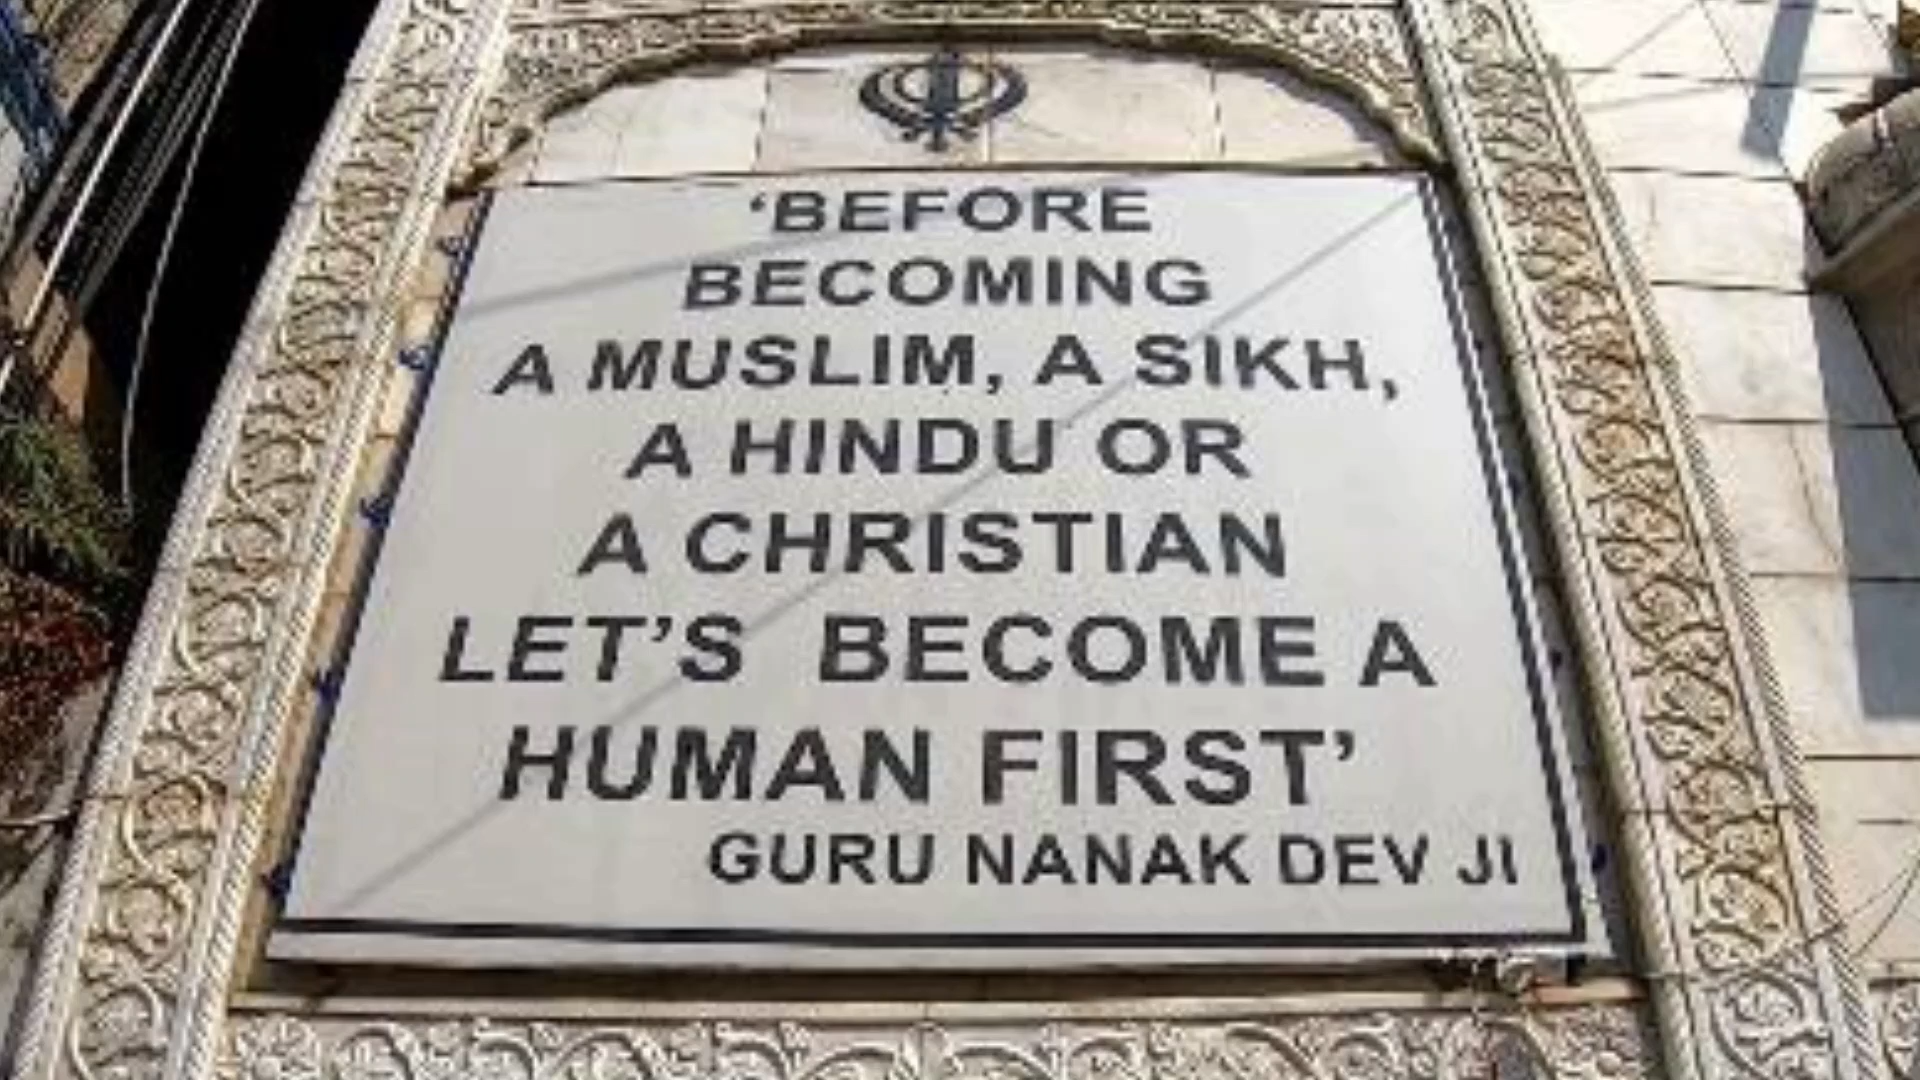 ‘BEFORE
BECOMING
A MUSLIM, A SIKH,
A HINDU OR
A CHRISTIAN
LET’S BECOME A
HUMAN FIRST’
GURU NANAK DEV JI